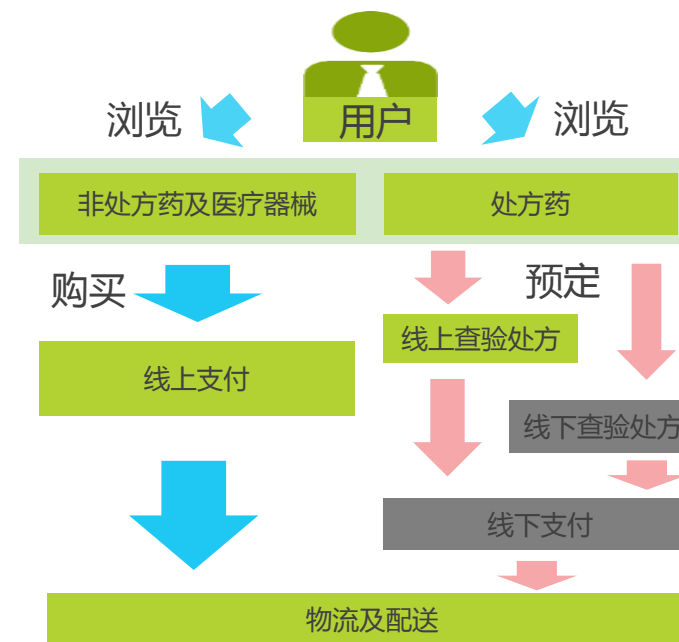 用户
浏览
浏览
非处方药及医疗器械
处方药
购买
预定
线上查验处方
线上支付
线下查验处方
线下支付
物流及配送